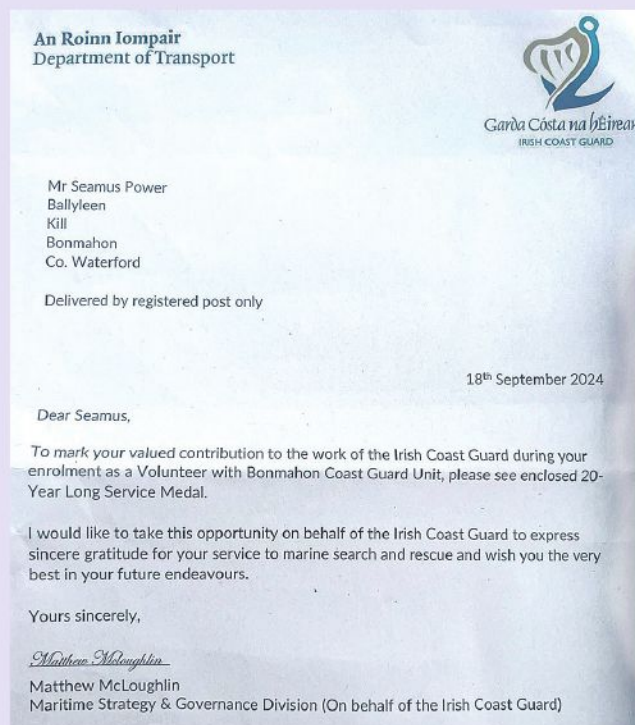 An Roinn Iompair
Department of Transport
Garda Cósta na hÉirean
IRISH COAST GUARD
Mr Seamus Power
Ballyleen
Kill
Bonmahon
Co. Waterford
Delivered by registered post only
18th September 2024
Dear Seamus,
To mark your valued contribution to the work of the Irish Coast Guard during your
enrolment as a Volunteer with Bonmahon Coast Guard Unit, please see enclosed 20-
Year Long Service Medal.
I would like to take this opportunity on behalf of the Irish Coast Guard to express
sincere gratitude for your service to marine search and rescue and wish you the very
best in your future endeavours.
Yours sincerely,
Matthew Mcloughlin
Matthew McLoughlin
Maritime Strategy & Governance Division (On behalf of the Irish Coast Guard)